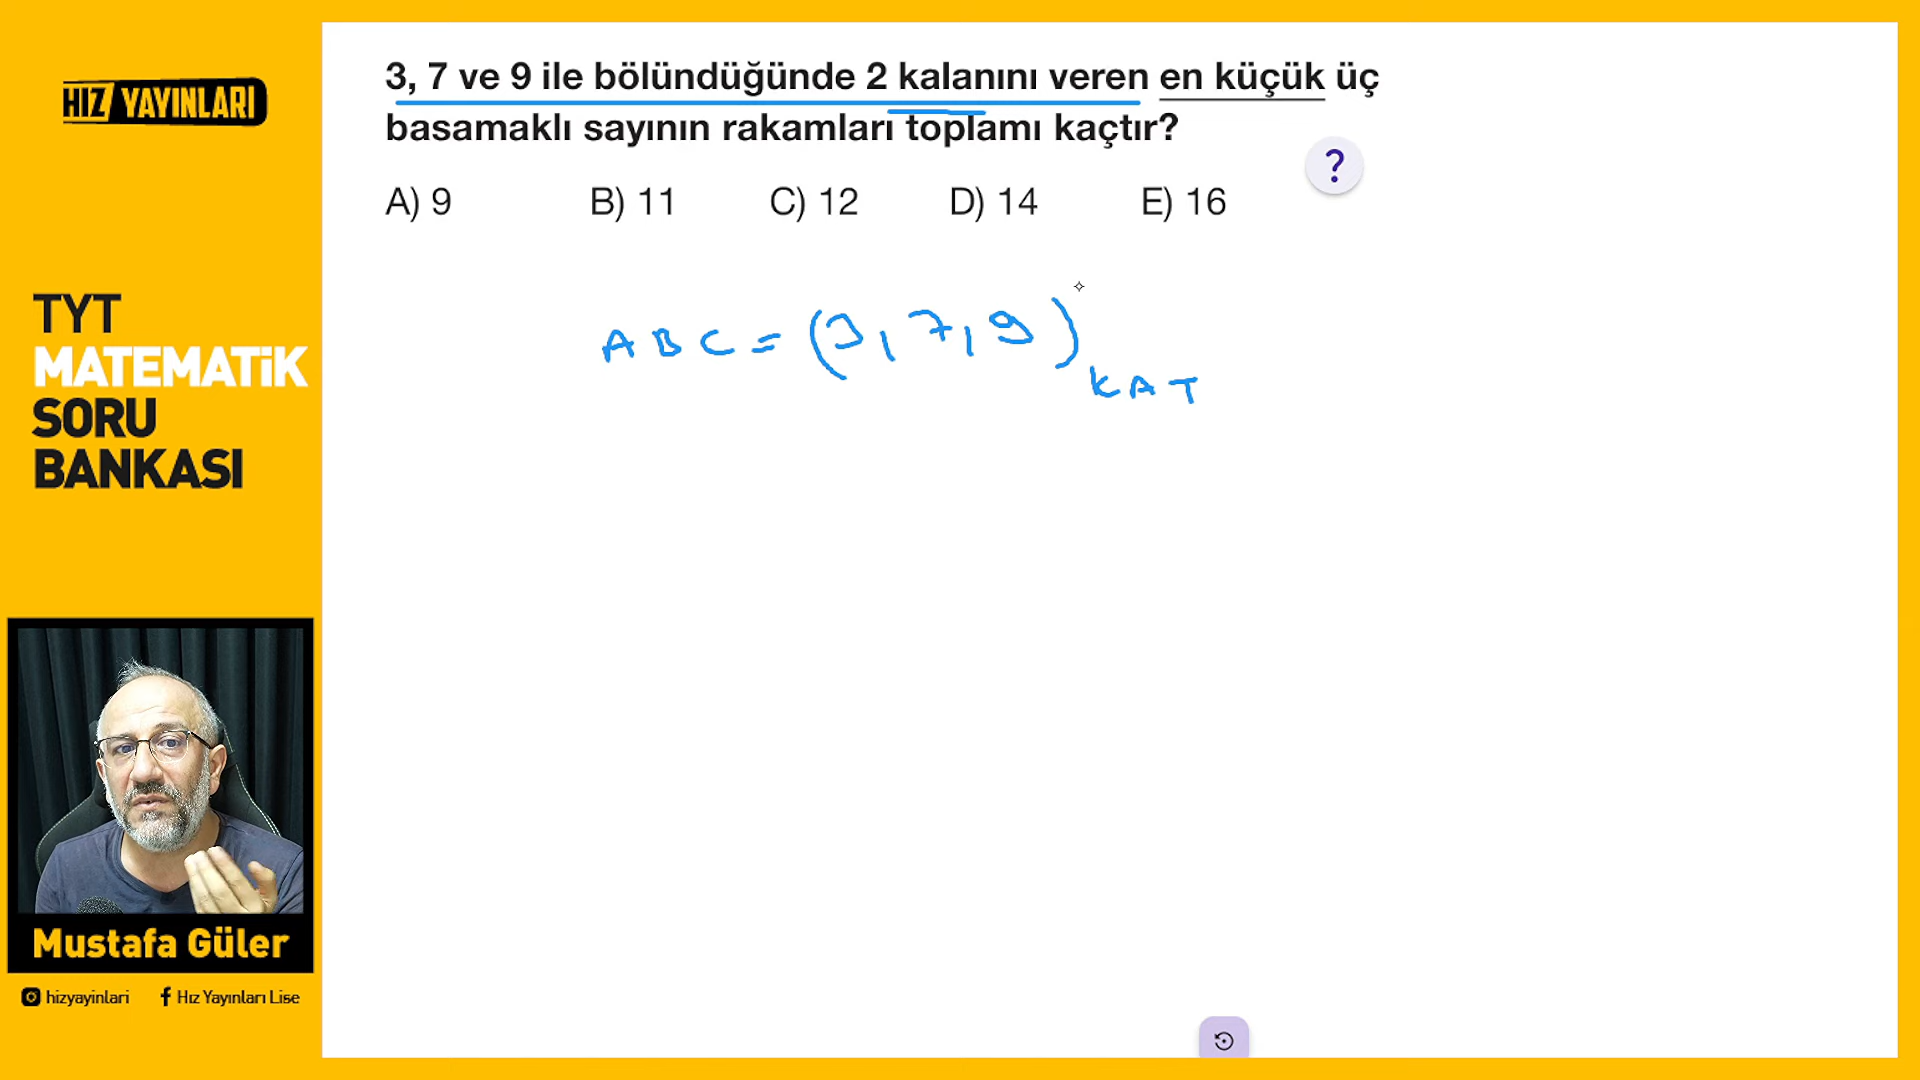 HIZ YAYINLARI
TYT
MATEMATİK
SORU
BANKASI
3, 7 ve 9 ile bölündüğünde 2 kalanını veren en küçük üç
basamaklı sayının rakamları toplamı kaçtır?
?
A) 9 B) 11 C) 12 D) 14 E) 16
ABC = (3, 7, 9)
KAT
Mustafa Güler
hizyayinlari Hız Yayınları Lise